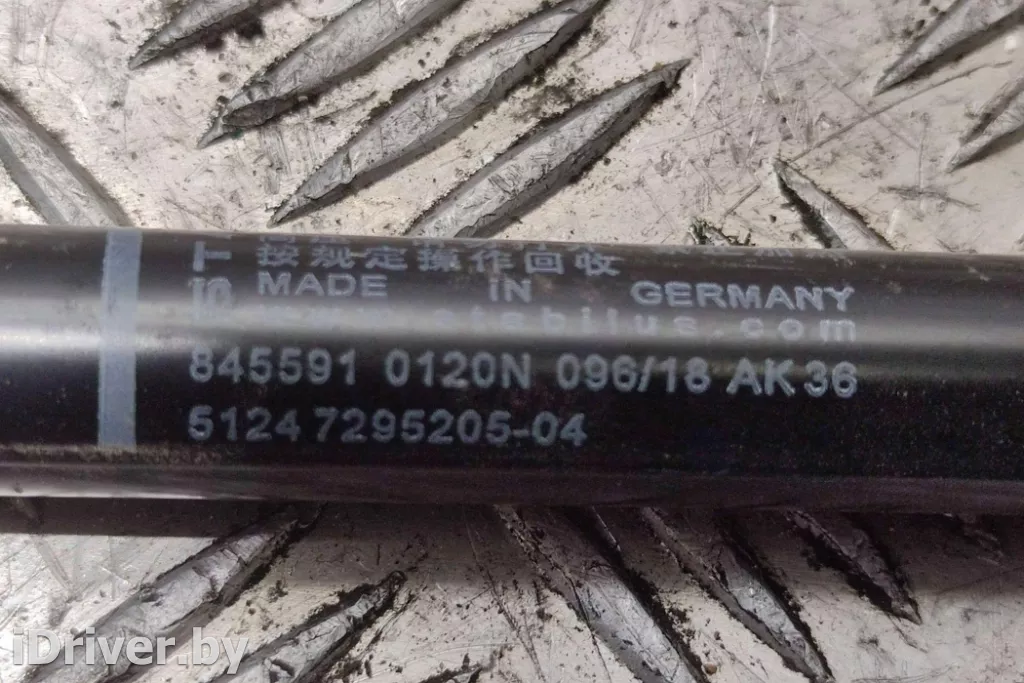 按规定操作回收
MADE IN GERMANY
www.stabilus.com
845591 0120N 096/18 AK36
51247295205-04
iDriver.by